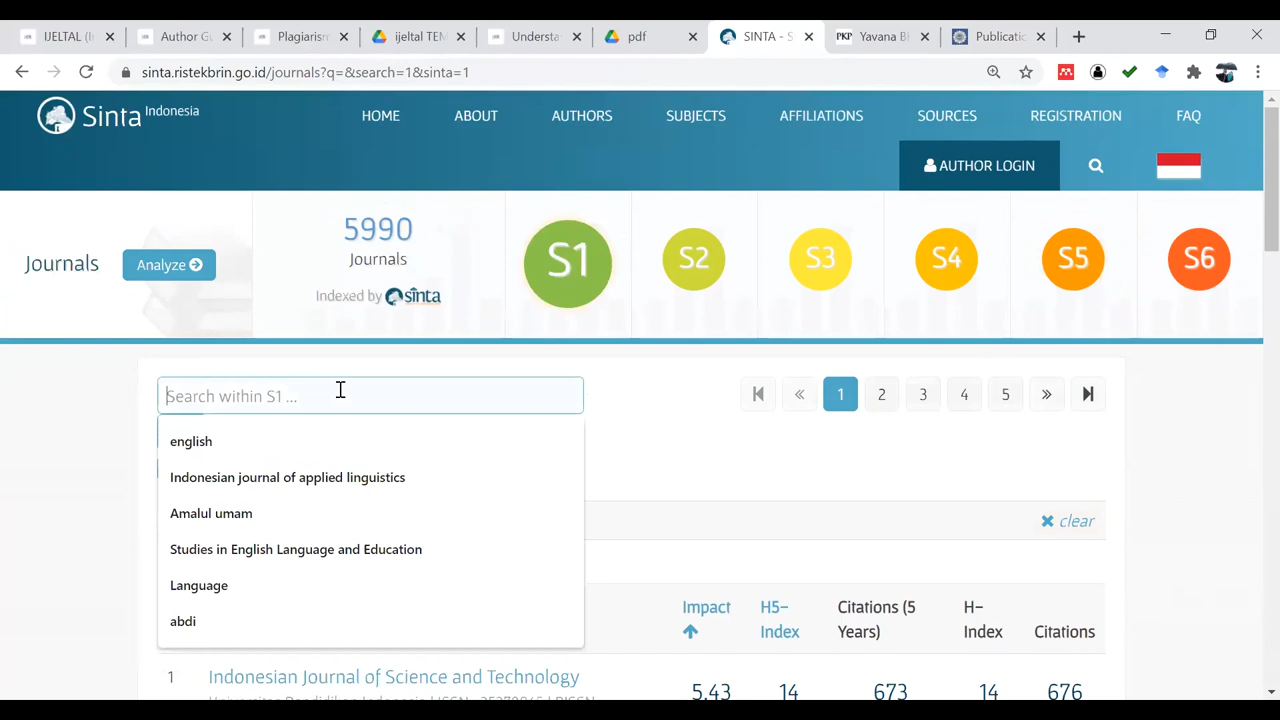 IJELTAL (I
Author Gu
Plagiarism
ijeltal TEM
Understa
pdf
SINTA - S
PKP Yavana B
Publicatio
sinta.ristekbrin.go.id/journals?q=&search=1&sinta=1
Sinta Indonesia
HOME ABOUT AUTHORS SUBJECTS AFFILIATIONS SOURCES REGISTRATION FAQ
AUTHOR LOGIN
Journals Analyze
5990
Journals
Indexed by sinta
S1 S2 S3 S4 S5 S6
Search within S1 ...
1 2 3 4 5
english
Indonesian journal of applied linguistics
Amalul umam
clear
Studies in English Language and Education
Language
abdi
Impact H5-Index Citations (5 Years) H-Index Citations
1 Indonesian Journal of Science and Technology 5.43 14 673 14 676